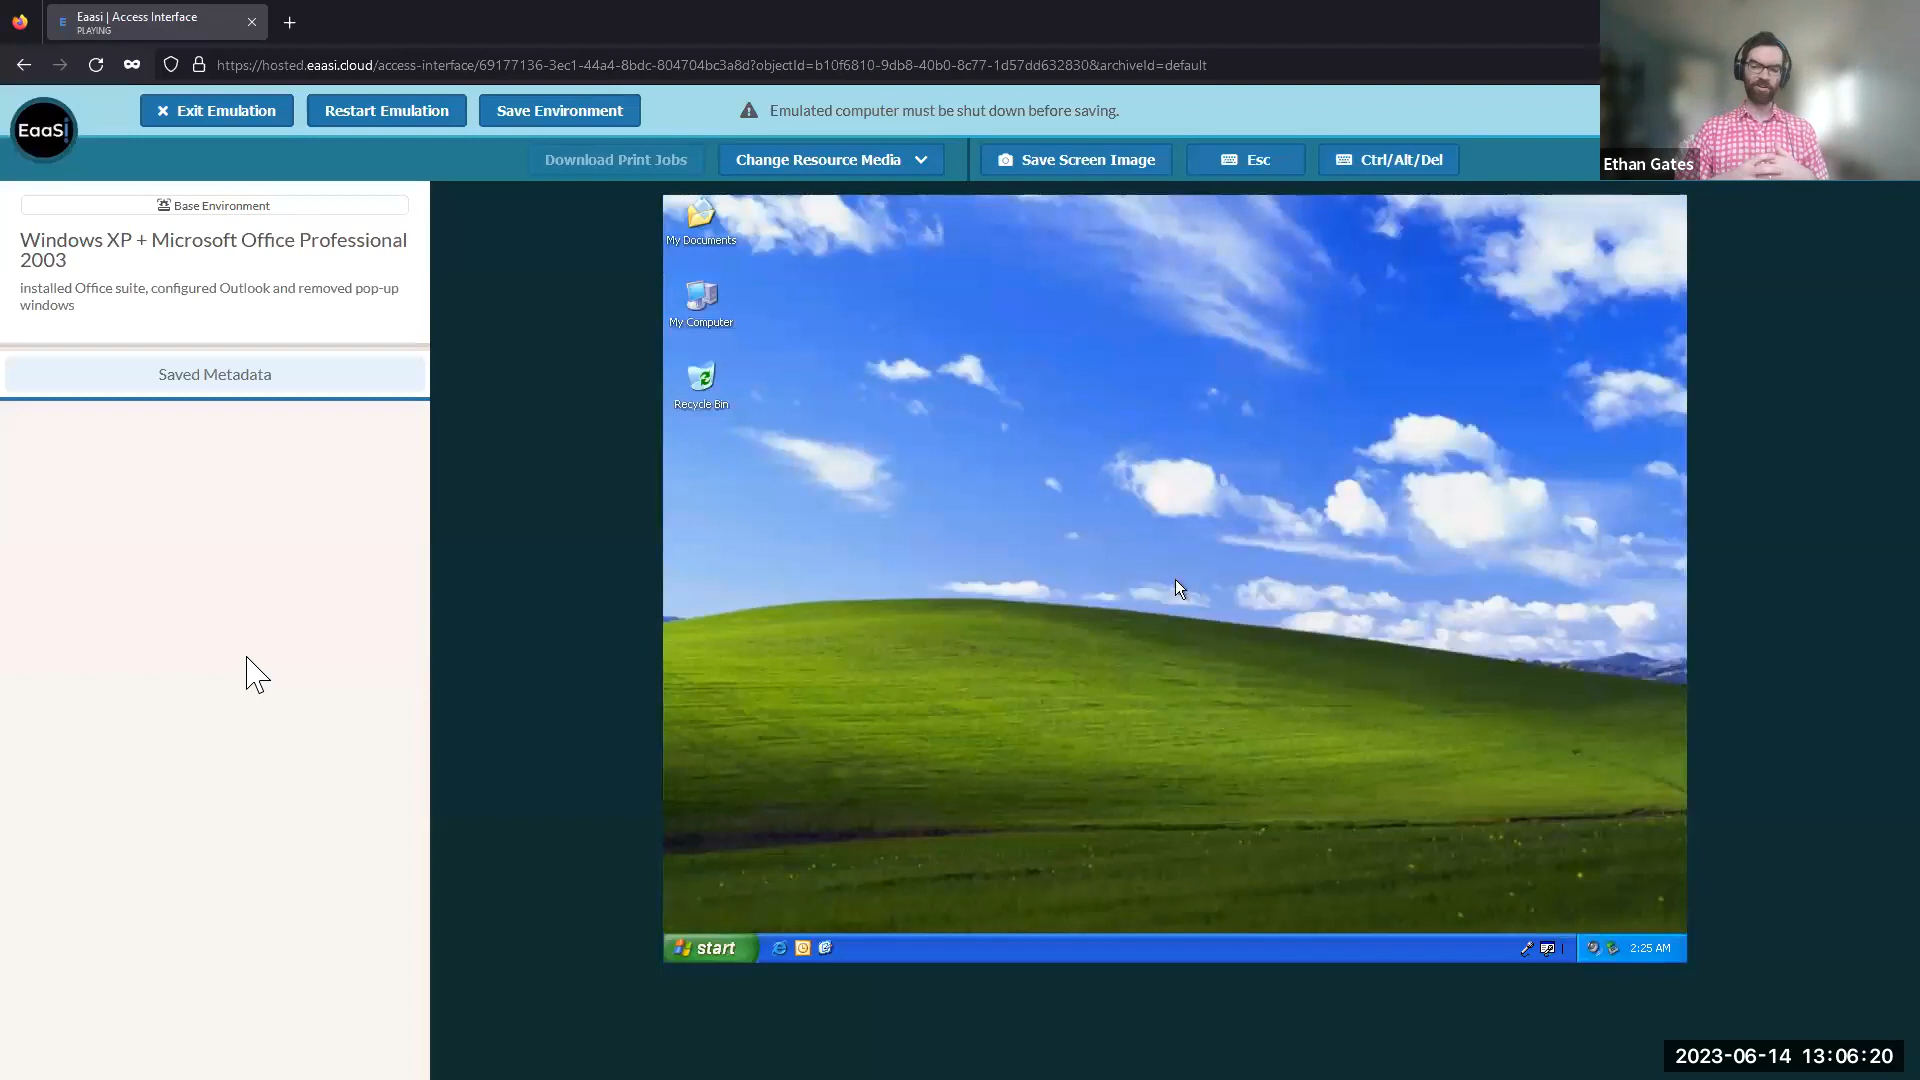 Eaasi | Access Interface
PLAYING
https://hosted.eaasi.cloud/access-interface/69177136-3ec1-44a4-8bdc-804704bc3a8d?objectId=b10f6810-9db8-40b0-8c77-1d57dd632830&archiveId=default
EaaSi
Exit Emulation
Restart Emulation
Save Environment
Emulated computer must be shut down before saving.
Download Print Jobs
Change Resource Media
Save Screen Image
Esc
Ctrl/Alt/Del
Ethan Gates
Base Environment
Windows XP + Microsoft Office Professional
2003
installed Office suite, configured Outlook and removed pop-up
windows
Saved Metadata
My Documents
My Computer
Recycle Bin
start
2:25 AM
2023-06-14 13:06:20